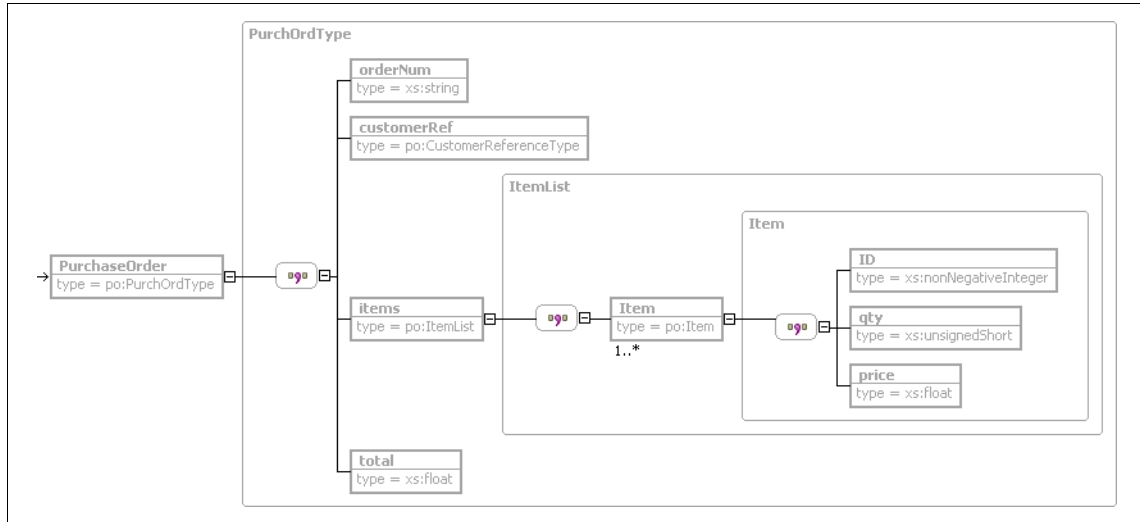 PurchOrdType
orderNum
type = xs:string
customerRef
type = po:CustomerReferenceType
ItemList
Item
PurchaseOrder
type = po:PurchOrdType
items
type = po:ItemList
Item
type = po:Item
1..*
ID
type = xs:nonNegativeInteger
qty
type = xs:unsignedShort
price
type = xs:float
total
type = xs:float